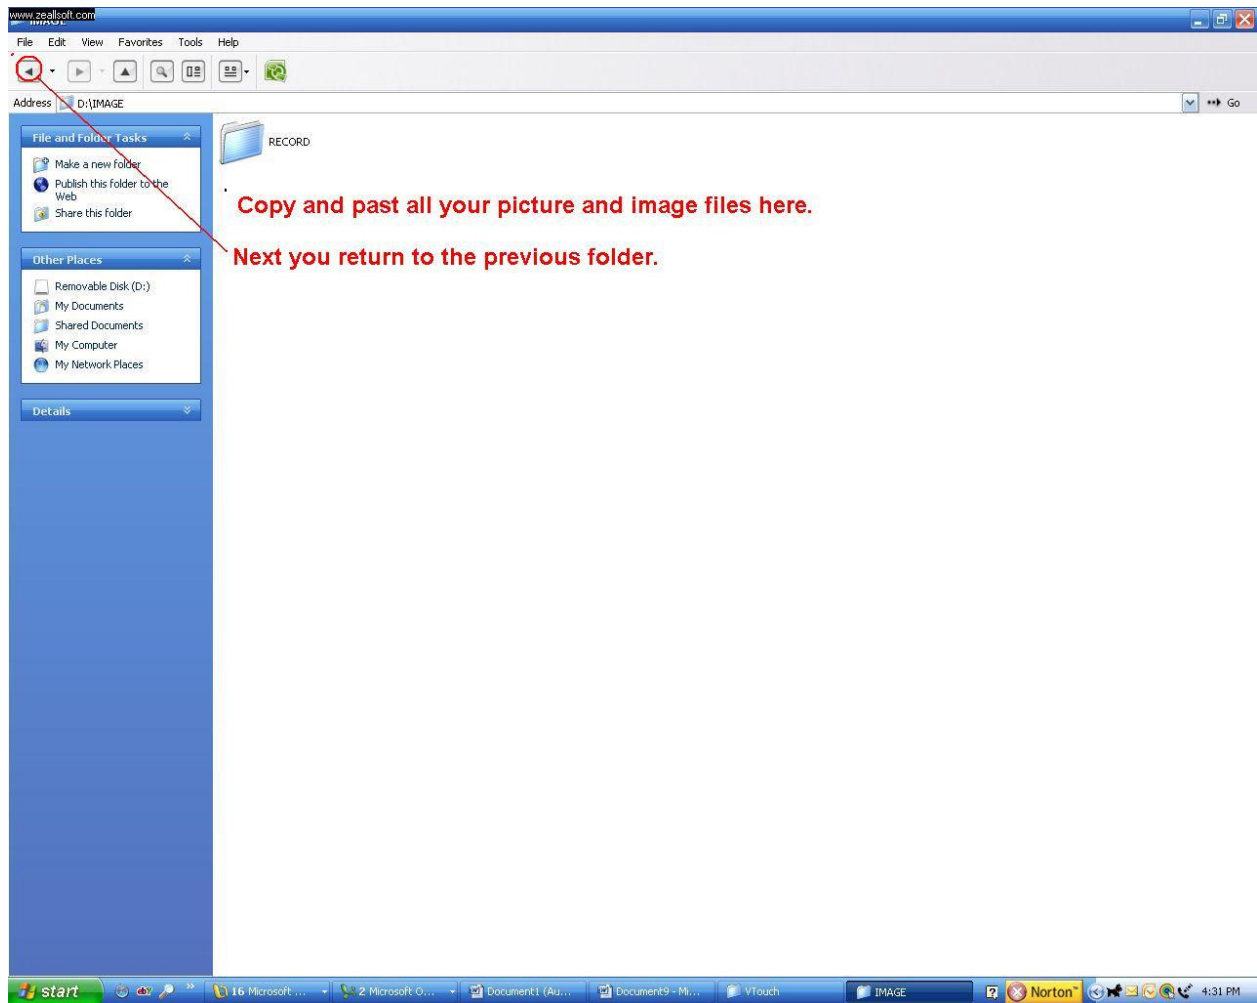 www.zeallsoft.com
IMAGE
File Edit View Favorites Tools Help
Address D:\IMAGE Go
File and Folder Tasks
Make a new folder
Publish this folder to the
Web
Share this folder
Other Places
Removable Disk (D:)
My Documents
Shared Documents
My Computer
My Network Places
Details
RECORD
Copy and past all your picture and image files here.
Next you return to the previous folder.
start 16 Microsoft ... 2 Microsoft O... Document1 (Au... Document9 - Mi... VTouch IMAGE Norton™ 4:31 PM